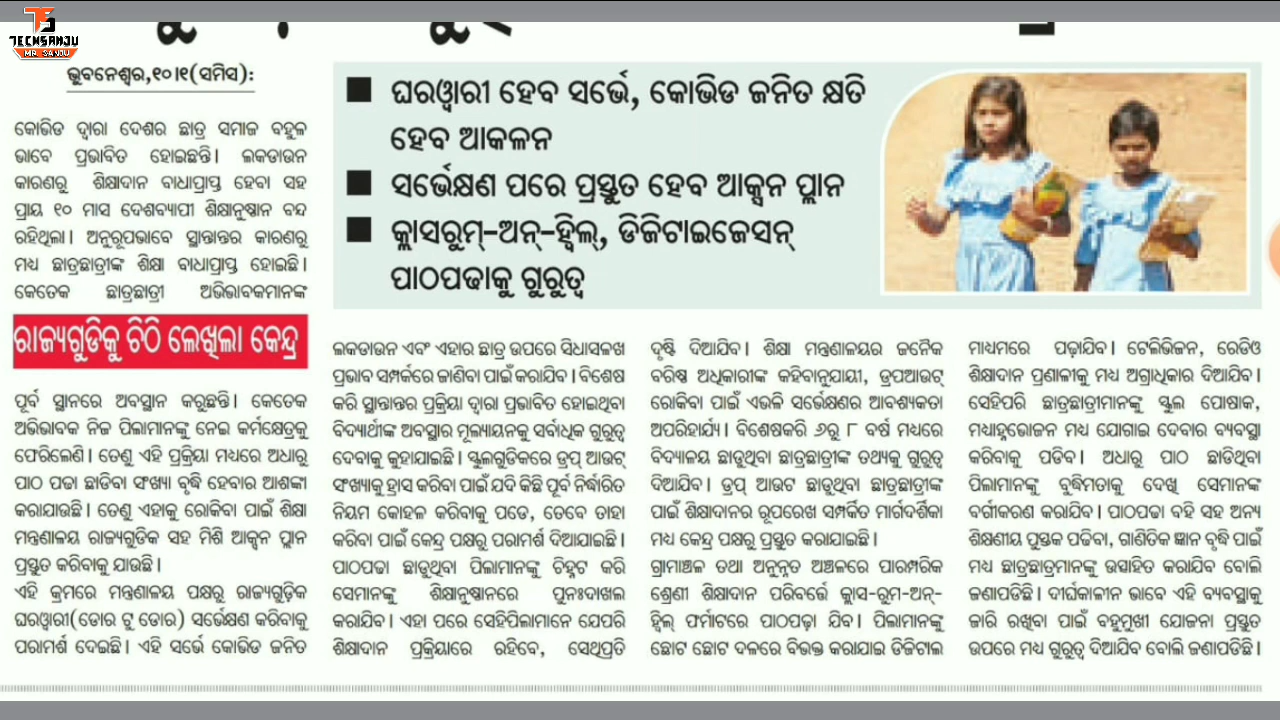 TECHSANJU
MR. SANJU
ଭୁବନେଶ୍ୱର,୧୦।୧(ସମିସ):
କୋଭିଡ ଦ୍ୱାରା ଦେଶର ଛାତ୍ର ସମାଜ ବହୁଳ
ଭାବେ ପ୍ରଭାବିତ ହୋଇଛନ୍ତି। ଲକଡାଉନ
କାରଣରୁ ଶିକ୍ଷାଦାନ ବାଧାପ୍ରାପ୍ତ ହେବା ସହ
ପ୍ରାୟ ୧୦ ମାସ ଦେଶବ୍ୟାପୀ ଶିକ୍ଷାନୁଷ୍ଠାନ ବନ୍ଦ
ରହିଥିଲା। ଅନୁରୂପଭାବେ ସ୍ଥାନ୍ତାନ୍ତର କାରଣରୁ
ମଧ୍ୟ ଛାତ୍ରଛାତ୍ରୀଙ୍କ ଶିକ୍ଷା ବାଧାପ୍ରାପ୍ତ ହୋଇଛି।
କେତେକ ଛାତ୍ରଛାତ୍ରୀ ଅଭିଭାବକମାନଙ୍କ
ରାଜ୍ୟଗୁଡିକୁ ଚିଠି ଲେଖିଲା କେନ୍ଦ୍ର
ପୂର୍ବ ସ୍ଥାନରେ ଅବସ୍ଥାନ କରୁଛନ୍ତି। କେତେକ
ଅଭିଭାବକ ନିଜ ପିଲାମାନଙ୍କୁ ନେଇ କର୍ମକ୍ଷେତ୍ରକୁ
ଫେରିଲେଣି। ତେଣୁ ଏହି ପ୍ରକ୍ରିୟା ମଧ୍ୟରେ ଅଧାରୁ
ପାଠ ପଢା ଛାଡିବା ସଂଖ୍ୟା ବୃଦ୍ଧି ହେବାର ଆଶଙ୍କା
କରାଯାଉଛି। ତେଣୁ ଏହାକୁ ରୋକିବା ପାଇଁ ଶିକ୍ଷା
ମନ୍ତ୍ରଣାଳୟ ରାଜ୍ୟଗୁଡିକ ସହ ମିଶି ଆକ୍ସନ ପ୍ଲାନ
ପ୍ରସ୍ତୁତ କରିବାକୁ ଯାଉଛି।
ଏହି କ୍ରମରେ ମନ୍ତ୍ରଣାଳୟ ପକ୍ଷରୁ ରାଜ୍ୟଗୁଡ଼ିକ
ଘରଓ୍ୱାରୀ(ଡୋର ଟୁ ଡୋର) ସର୍ଭେକ୍ଷଣ କରିବାକୁ
ପରାମର୍ଶ ଦେଇଛି। ଏହି ସର୍ଭେ କୋଭିଡ ଜନିତ
■ ଘରଓ୍ୱାରୀ ହେବ ସର୍ଭେ, କୋଭିଡ ଜନିତ କ୍ଷତି
ହେବ ଆକଳନ
■ ସର୍ଭେକ୍ଷଣ ପରେ ପ୍ରସ୍ତୁତ ହେବ ଆକ୍ସନ ପ୍ଲାନ
■ କ୍ଲାସରୁମ୍-ଅନ୍-ହ୍ୱିଲ୍, ଡିଜିଟାଇଜେସନ୍
ପାଠପଢାକୁ ଗୁରୁତ୍ୱ
ଲକଡାଉନ ଏବଂ ଏହାର ଛାତ୍ର ଉପରେ ସିଧାସଳଖ
ପ୍ରଭାବ ସମ୍ପର୍କରେ ଜାଣିବା ପାଇଁ କରାଯିବ। ବିଶେଷ
କରି ସ୍ଥାନ୍ତାନ୍ତର ପ୍ରକ୍ରିୟା ଦ୍ୱାରା ପ୍ରଭାବିତ ହୋଇଥିବା
ବିଦ୍ୟାର୍ଥୀଙ୍କ ଅବସ୍ଥାର ମୂଲ୍ୟାୟନକୁ ସର୍ବାଧିକ ଗୁରୁତ୍ୱ
ଦେବାକୁ କୁହାଯାଇଛି। ସ୍କୁଲଗୁଡିକରେ ଡ୍ରପ୍ ଆଉଟ୍
ସଂଖ୍ୟାକୁ ହ୍ରାସ କରିବା ପାଇଁ ଯଦି କିଛି ପୂର୍ବ ନିର୍ଦ୍ଧାରିତ
ନିୟମ କୋହଳ କରିବାକୁ ପଡେ, ତେବେ ତାହା
କରିବା ପାଇଁ କେନ୍ଦ୍ର ପକ୍ଷରୁ ପରାମର୍ଶ ଦିଆଯାଇଛି।
ପାଠପଢା ଛାଡୁଥିବା ପିଲାମାନଙ୍କୁ ଚିହ୍ନଟ କରି
ସେମାନଙ୍କୁ ଶିକ୍ଷାନୁଷ୍ଠାନରେ ପୁନଃଦାଖଲ
କରାଯିବ। ଏହା ପରେ ସେହିପିଲାମାନେ ଯେପରି
ଶିକ୍ଷାଦାନ ପ୍ରକ୍ରିୟାରେ ରହିବେ, ସେଥିପ୍ରତି
ଦୃଷ୍ଟି ଦିଆଯିବ। ଶିକ୍ଷା ମନ୍ତ୍ରଣାଳୟର ଜନୈକ
ବରିଷ୍ଠ ଅଧିକାରୀଙ୍କ କହିବାନୁଯାୟୀ, ଡ୍ରପଆଉଟ୍
ରୋକିବା ପାଇଁ ଏଭଳି ସର୍ଭେକ୍ଷଣର ଆବଶ୍ୟକତା
ଅପରିହାର୍ଯ୍ୟ। ବିଶେଷକରି ୬ରୁ ୮ ବର୍ଷ ମଧ୍ୟରେ
ବିଦ୍ୟାଳୟ ଛାଡୁଥିବା ଛାତ୍ରଛାତ୍ରୀଙ୍କ ତଥ୍ୟକୁ ଗୁରୁତ୍ୱ
ଦିଆଯିବ। ଡ୍ରପ୍ ଆଉଟ ଛାଡୁଥିବା ଛାତ୍ରଛାତ୍ରୀଙ୍କ
ପାଇଁ ଶିକ୍ଷାଦାନର ରୂପରେଖ ସମ୍ପର୍କିତ ମାର୍ଗଦର୍ଶିକା
ମଧ୍ୟ କେନ୍ଦ୍ର ପକ୍ଷରୁ ପ୍ରସ୍ତୁତ କରାଯାଇଛି।
ଗ୍ରାମାଞ୍ଚଳ ତଥା ଅନୁନ୍ନତ ଅଞ୍ଚଳରେ ପାରମ୍ପରିକ
ଶ୍ରେଣୀ ଶିକ୍ଷାଦାନ ପରିବର୍ତ୍ତେ କ୍ଲାସ-ରୁମ-ଅନ୍-
ହ୍ୱିଲ୍ ଫର୍ମାଟରେ ପାଠପଢ଼ା ଯିବ। ପିଲାମାନଙ୍କୁ
ଛୋଟ ଛୋଟ ଦଳରେ ବିଭକ୍ତ କରାଯାଇ ଡିଜିଟାଲ
ମାଧ୍ୟମରେ ପଢ଼ାଯିବ। ଟେଲିଭିଜନ, ରେଡିଓ
ଶିକ୍ଷାଦାନ ପ୍ରଣାଳୀକୁ ମଧ୍ୟ ଅଗ୍ରାଧିକାର ଦିଆଯିବ।
ସେହିପରି ଛାତ୍ରଛାତ୍ରୀମାନଙ୍କୁ ସ୍କୁଲ ପୋଷାକ,
ମଧ୍ୟାହ୍ନଭୋଜନ ମଧ୍ୟ ଯୋଗାଇ ଦେବାର ବ୍ୟବସ୍ଥା
କରିବାକୁ ପଡିବ। ଅଧାରୁ ପାଠ ଛାଡିଥିବା
ପିଲାମାନଙ୍କୁ ବୁଦ୍ଧିମତାକୁ ଦେଖି ସେମାନଙ୍କ
ବର୍ଗୀକରଣ କରାଯିବ। ପାଠପଢା ବହି ସହ ଅନ୍ୟ
ଶିକ୍ଷଣୀୟ ପୁସ୍ତକ ପଢିବା, ଗାଣିତିକ ଜ୍ଞାନ ବୃଦ୍ଧି ପାଇଁ
ମଧ୍ୟ ଛାତ୍ରଛାତ୍ରମାନଙ୍କୁ ଉସାହିତ କରାଯିବ ବୋଲି
ଜଣାପଡିଛି। ଦୀର୍ଘକାଳୀନ ଭାବେ ଏହି ବ୍ୟବସ୍ଥାକୁ
ଜାରି ରଖିବା ପାଇଁ ବହୁମୁଖୀ ଯୋଜନା ପ୍ରସ୍ତୁତ
ଉପରେ ମଧ୍ୟ ଗୁରୁତ୍ୱ ଦିଆଯିବ ବୋଲି ଜଣାପଡିଛି।